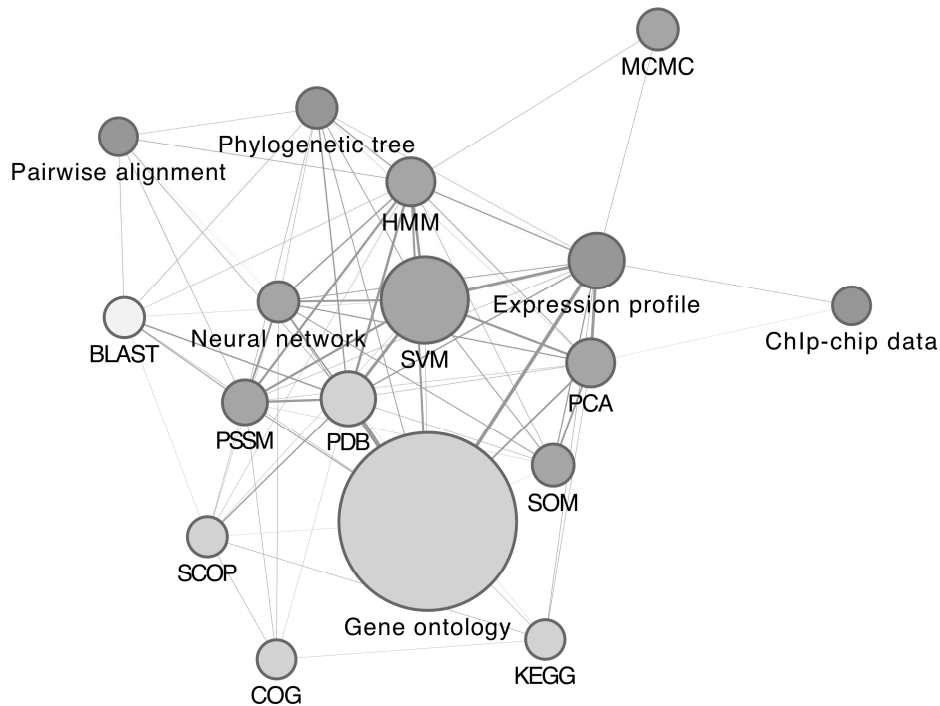 MCMC
Phylogenetic tree
Pairwise alignment
HMM
Expression profile
Neural network
ChIp-chip data
BLAST
SVM
PCA
PSSM
PDB
SOM
SCOP
Gene ontology
KEGG
COG